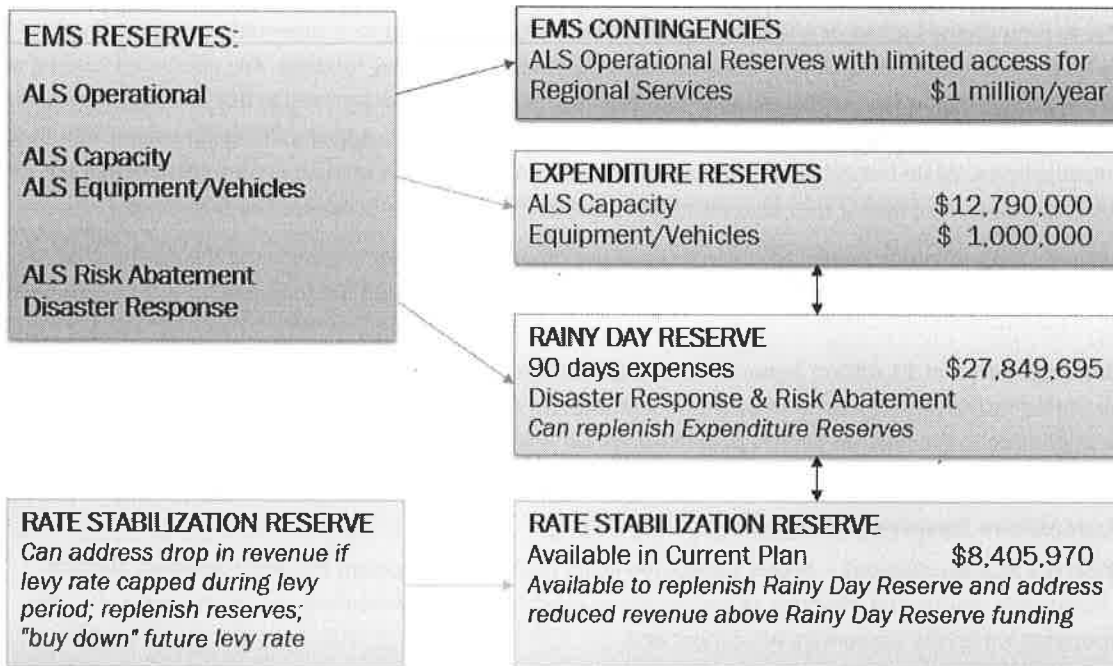 EMS RESERVES:
ALS Operational
ALS Capacity
ALS Equipment/Vehicles
ALS Risk Abatement
Disaster Response
EMS CONTINGENCIES
ALS Operational Reserves with limited access for
Regional Services $1 million/year
EXPENDITURE RESERVES
ALS Capacity $12,790,000
Equipment/Vehicles $ 1,000,000
RAINY DAY RESERVE
90 days expenses $27,849,695
Disaster Response & Risk Abatement
Can replenish Expenditure Reserves
RATE STABILIZATION RESERVE
Can address drop in revenue if
levy rate capped during levy
period; replenish reserves;
"buy down" future levy rate
RATE STABILIZATION RESERVE
Available in Current Plan $8,405,970
Available to replenish Rainy Day Reserve and address
reduced revenue above Rainy Day Reserve funding